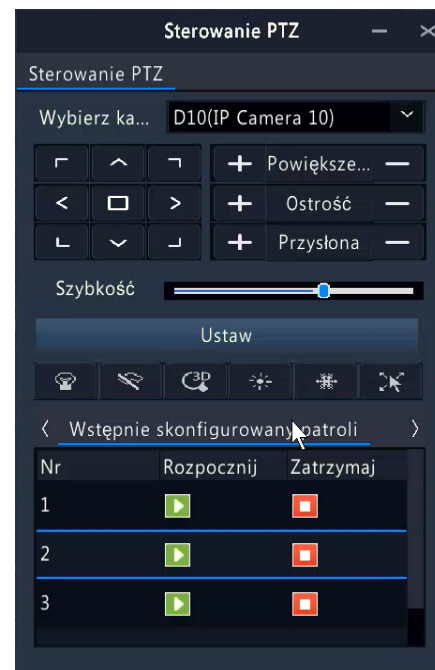 Sterowanie PTZ
Sterowanie PTZ
Wybierz ka... D10(IP Camera 10)
Powiększe...
Ostrość
Przysłona
Szybkość
Ustaw
3D
Wstępnie skonfigurowany patroli
Nr Rozpocznij Zatrzymaj
1
2
3